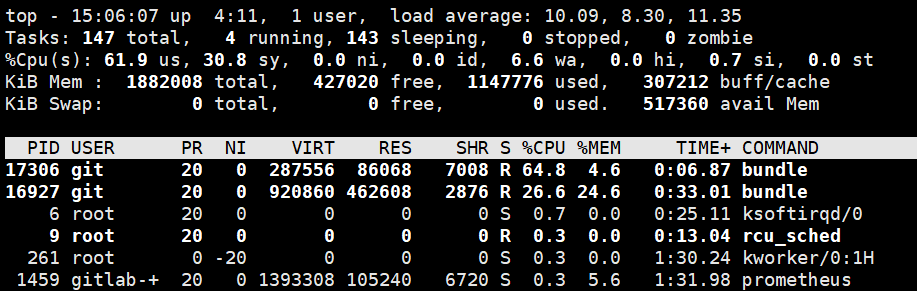 top - 15:06:07 up  4:11,  1 user,  load average: 10.09, 8.30, 11.35
Tasks: 147 total,   4 running, 143 sleeping,   0 stopped,   0 zombie
%Cpu(s): 61.9 us, 30.8 sy,  0.0 ni,  0.0 id,  6.6 wa,  0.0 hi,  0.7 si,  0.0 st
KiB Mem :  1882008 total,   427020 free,  1147776 used,   307212 buff/cache
KiB Swap:        0 total,        0 free,        0 used.   517360 avail Mem
  PID USER      PR  NI    VIRT    RES    SHR S %CPU %MEM     TIME+ COMMAND
17306 git       20   0  287556  86068   7008 R 64.8  4.6   0:06.87 bundle
16927 git       20   0  920860 462608   2876 R 26.6 24.6   0:33.01 bundle
    6 root      20   0       0      0      0 S  0.7  0.0   0:25.11 ksoftirqd/0
    9 root      20   0       0      0      0 R  0.3  0.0   0:13.04 rcu_sched
  261 root       0 -20       0      0      0 S  0.3  0.0   1:30.24 kworker/0:1H
 1459 gitlab-+  20   0 1393308 105240   6720 S  0.3  5.6   1:31.98 prometheus